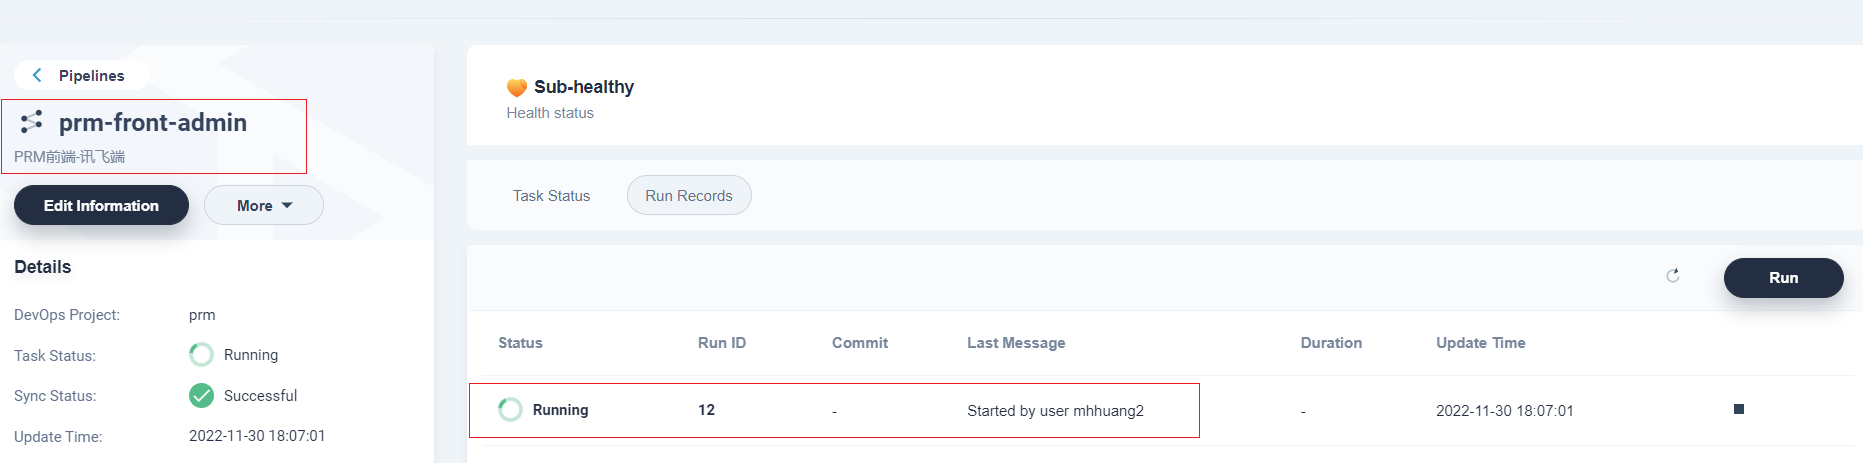 Pipelines
prm-front-admin
PRM前端-讯飞端
Edit Information
More
Details
DevOps Project: prm
Task Status: Running
Sync Status: Successful
Update Time: 2022-11-30 18:07:01
Sub-healthy
Health status
Task Status Run Records
Run
Status Run ID Commit Last Message Duration Update Time
Running 12 - Started by user mhhuang2 - 2022-11-30 18:07:01